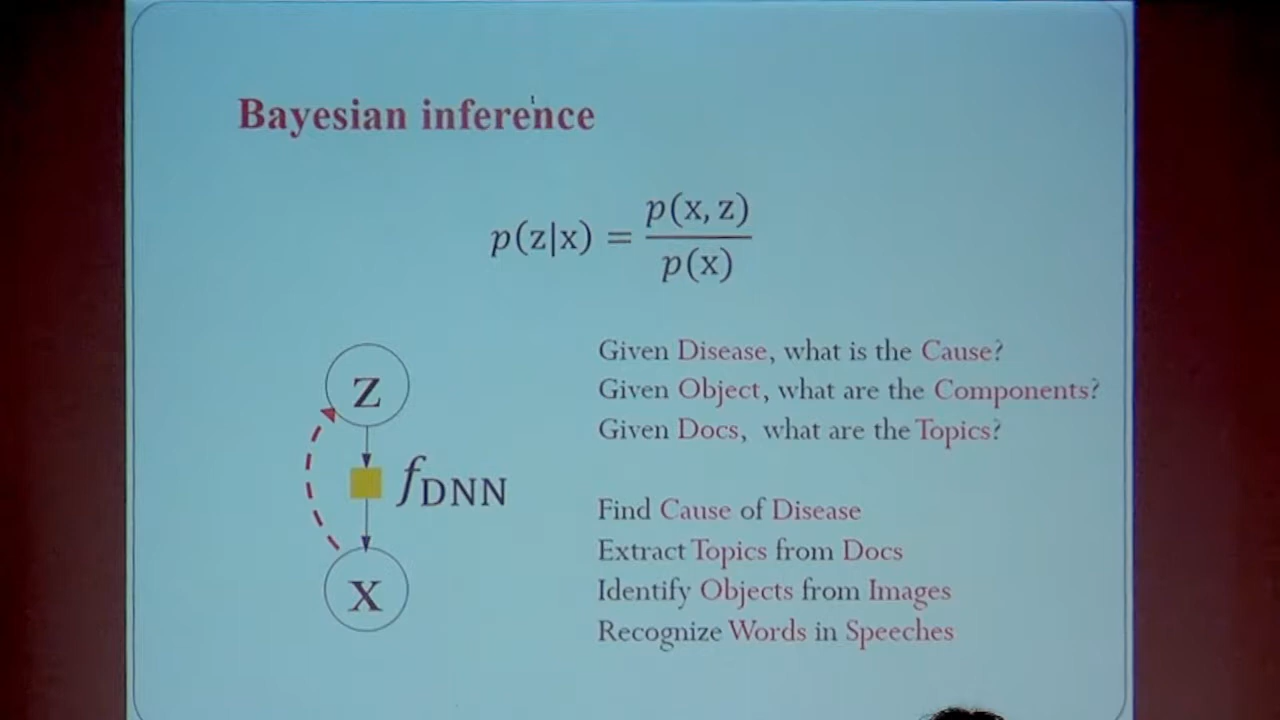 Bayesian inference
p(z|x) = p(x, z) / p(x)
Given Disease, what is the Cause?
Given Object, what are the Components?
Given Docs, what are the Topics?
z
f_DNN
x
Find Cause of Disease
Extract Topics from Docs
Identify Objects from Images
Recognize Words in Speeches